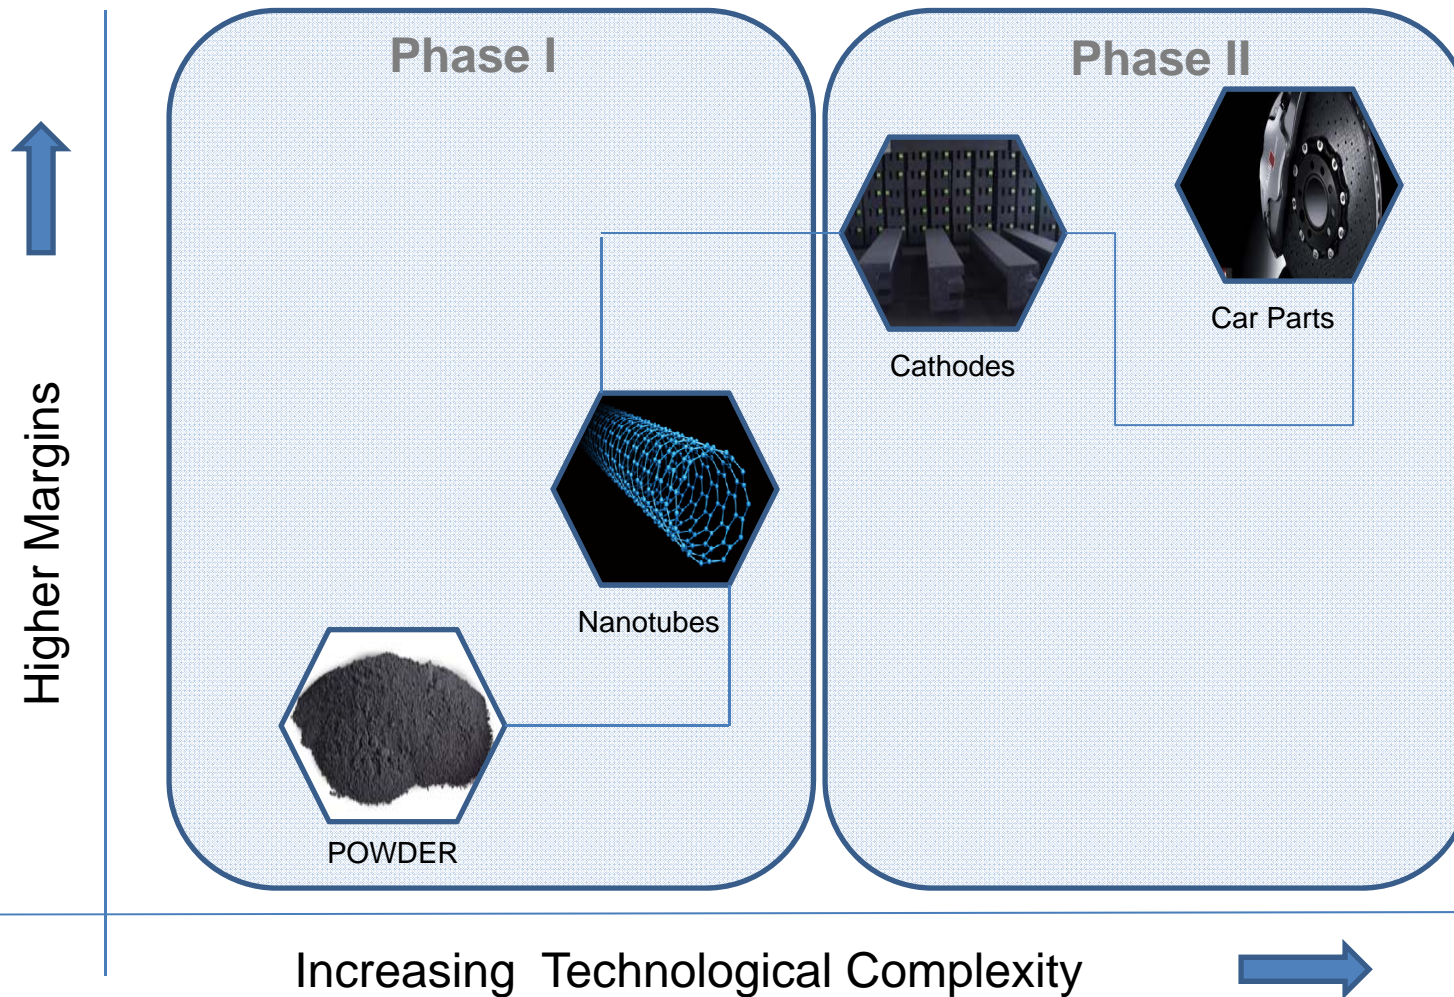 Phase I
Phase II
Car Parts
Cathodes
Higher Margins
Nanotubes
POWDER
Increasing  Technological Complexity